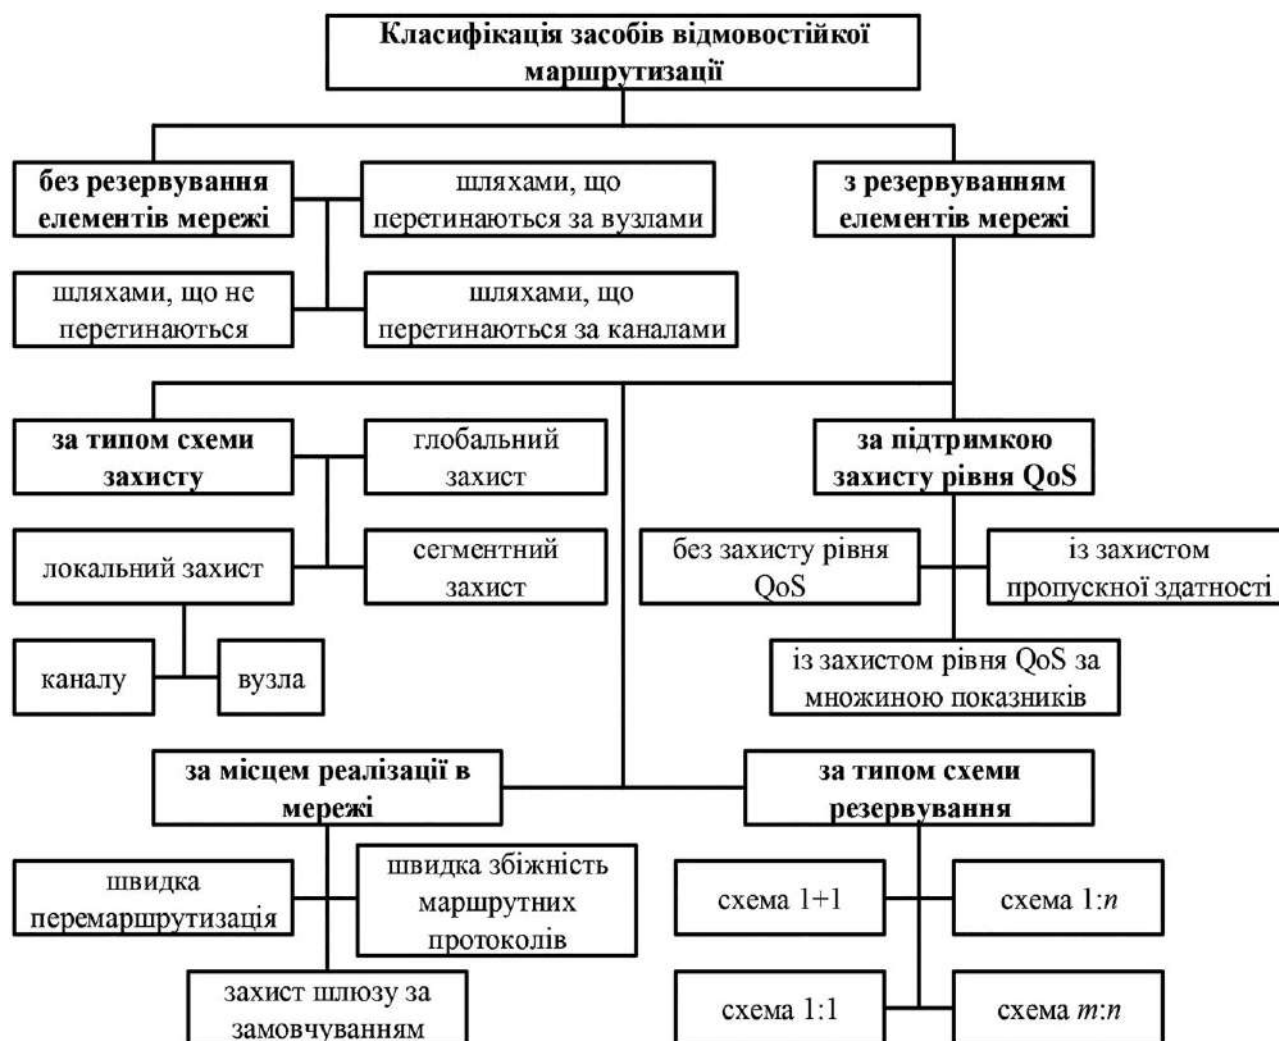 Класифікація засобів відмовостійкої
маршрутизації
без резервування
елементів мережі
шляхами, що
перетинаються за вузлами
з резервуванням
елементів мережі
шляхами, що не
перетинаються
шляхами, що
перетинаються за каналами
за типом схеми
захисту
глобальний
захист
за підтримкою
захисту рівня QoS
локальний захист
сегментний
захист
без захисту рівня
QoS
із захистом
пропускної здатності
каналу
вузла
із захистом рівня QoS за
множиною показників
за місцем реалізації в
мережі
за типом схеми
резервування
швидка
перемаршрутизація
швидка збіжність
маршрутних
протоколів
схема 1+1
схема 1:n
захист шлюзу за
замовчуванням
схема 1:1
схема m:n